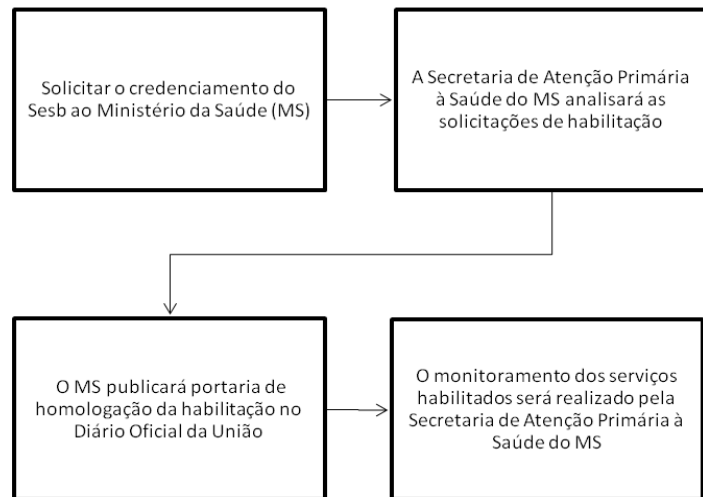 Solicitar o credenciamento do
Sesb ao Ministério da Saúde (MS)
A Secretaria de Atenção Primária
à Saúde do MS analisará as
solicitações de habilitação
O MS publicará portaria de
homologação da habilitação no
Diário Oficial da União
O monitoramento dos serviços
habilitados será realizado pela
Secretaria de Atenção Primária à
Saúde do MS